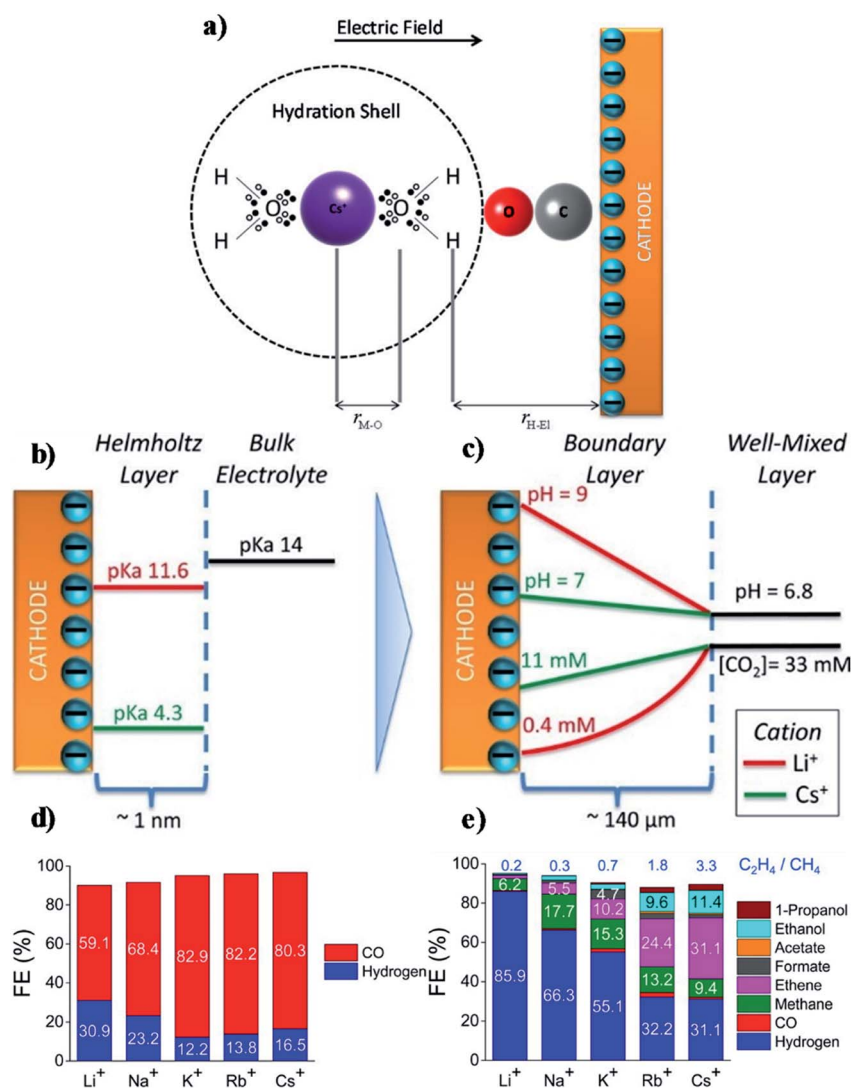 a)
Electric Field
Hydration Shell
H
H
O
Cs⁺
O
H
H
O
C
CATHODE
r_M-O
r_H-El
b)
Helmholtz
Layer
Bulk
Electrolyte
pKa 14
pKa 11.6
pKa 4.3
CATHODE
~ 1 nm
c)
Boundary
Layer
Well-Mixed
Layer
pH = 9
pH = 7
pH = 6.8
11 mM
[CO₂]= 33 mM
0.4 mM
CATHODE
Cation
Li⁺
Cs⁺
~ 140 μm
d)
FE (%)
100
80
60
40
20
0
59.1
68.4
82.9
82.2
80.3
30.9
23.2
12.2
13.8
16.5
Li⁺ Na⁺ K⁺ Rb⁺ Cs⁺
CO
Hydrogen
e)
FE (%)
100
80
60
40
20
0
0.2 0.3 0.7 1.8 3.3 C₂H₄ / CH₄
6.2
85.9
5.5
17.7
66.3
4.7
10.2
15.3
55.1
9.6
24.4
13.2
32.2
11.4
31.1
9.4
31.1
Li⁺ Na⁺ K⁺ Rb⁺ Cs⁺
1-Propanol
Ethanol
Acetate
Formate
Ethene
Methane
CO
Hydrogen